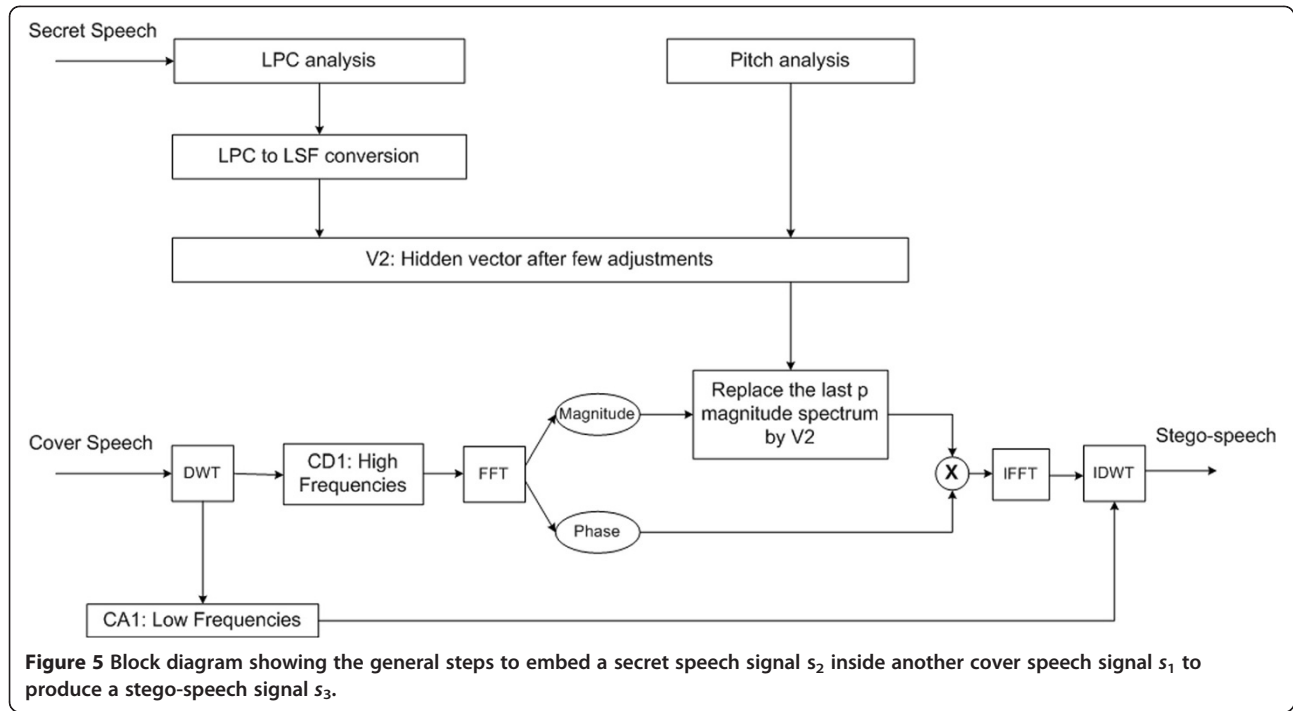 Secret Speech
LPC analysis
Pitch analysis
LPC to LSF conversion
V2: Hidden vector after few adjustments
Replace the last p
magnitude spectrum
by V2
Magnitude
Cover Speech
DWT
CD1: High
Frequencies
FFT
X
IFFT
IDWT
Stego-speech
Phase
CA1: Low Frequencies
Figure 5 Block diagram showing the general steps to embed a secret speech signal s₂ inside another cover speech signal s₁ to
produce a stego-speech signal s₃.